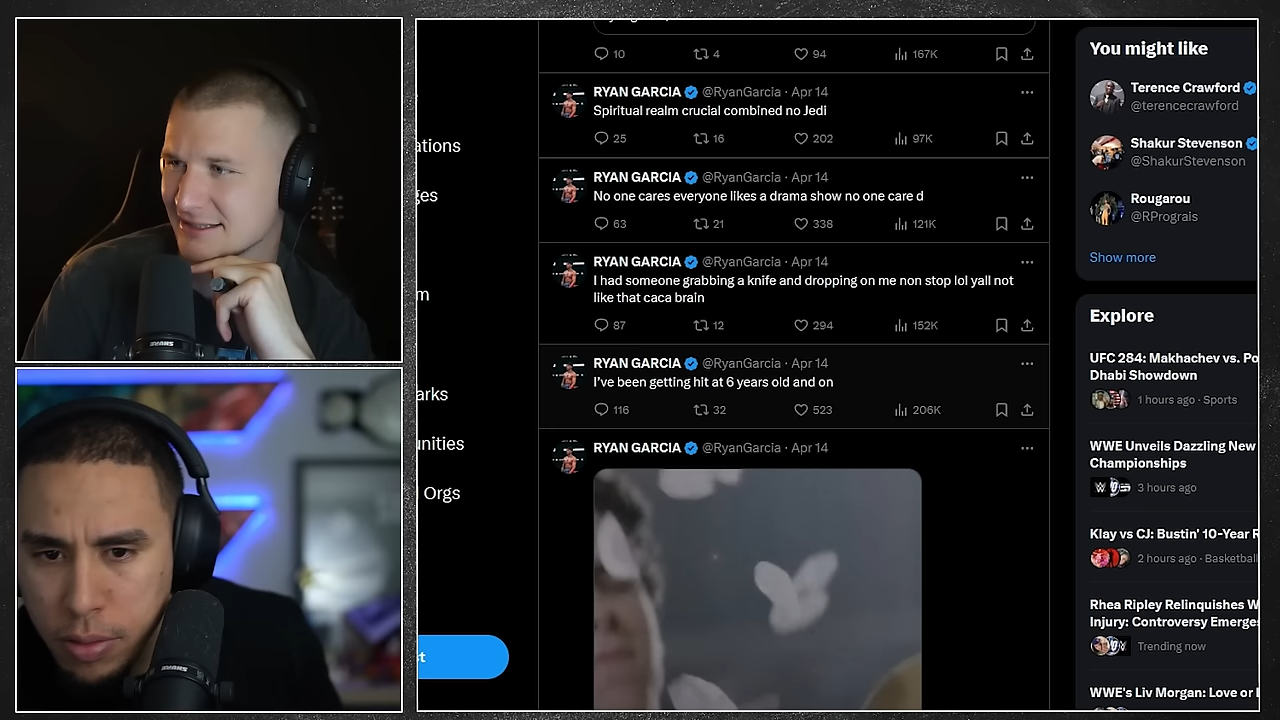 10 4 94 167K
RYAN GARCIA @RyanGarcia · Apr 14
Spiritual realm crucial combined no Jedi
25 16 202 97K
RYAN GARCIA @RyanGarcia · Apr 14
No one cares everyone likes a drama show no one care d
63 21 338 121K
RYAN GARCIA @RyanGarcia · Apr 14
I had someone grabbing a knife and dropping on me non stop lol yall not
like that caca brain
87 12 294 152K
RYAN GARCIA @RyanGarcia · Apr 14
I've been getting hit at 6 years old and on
116 32 523 206K
RYAN GARCIA @RyanGarcia · Apr 14
ations
ges
m
arks
unities
Orgs
t
You might like
Terence Crawford
@terencecrawford
Shakur Stevenson
@ShakurStevenson
Rougarou
@RPrograis
Show more
Explore
UFC 284: Makhachev vs. Po
Dhabi Showdown
1 hours ago · Sports
WWE Unveils Dazzling New
Championships
3 hours ago
Klay vs CJ: Bustin' 10-Year R
2 hours ago · Basketball
Rhea Ripley Relinquishes W
Injury: Controversy Emerges
Trending now
WWE's Liv Morgan: Love or